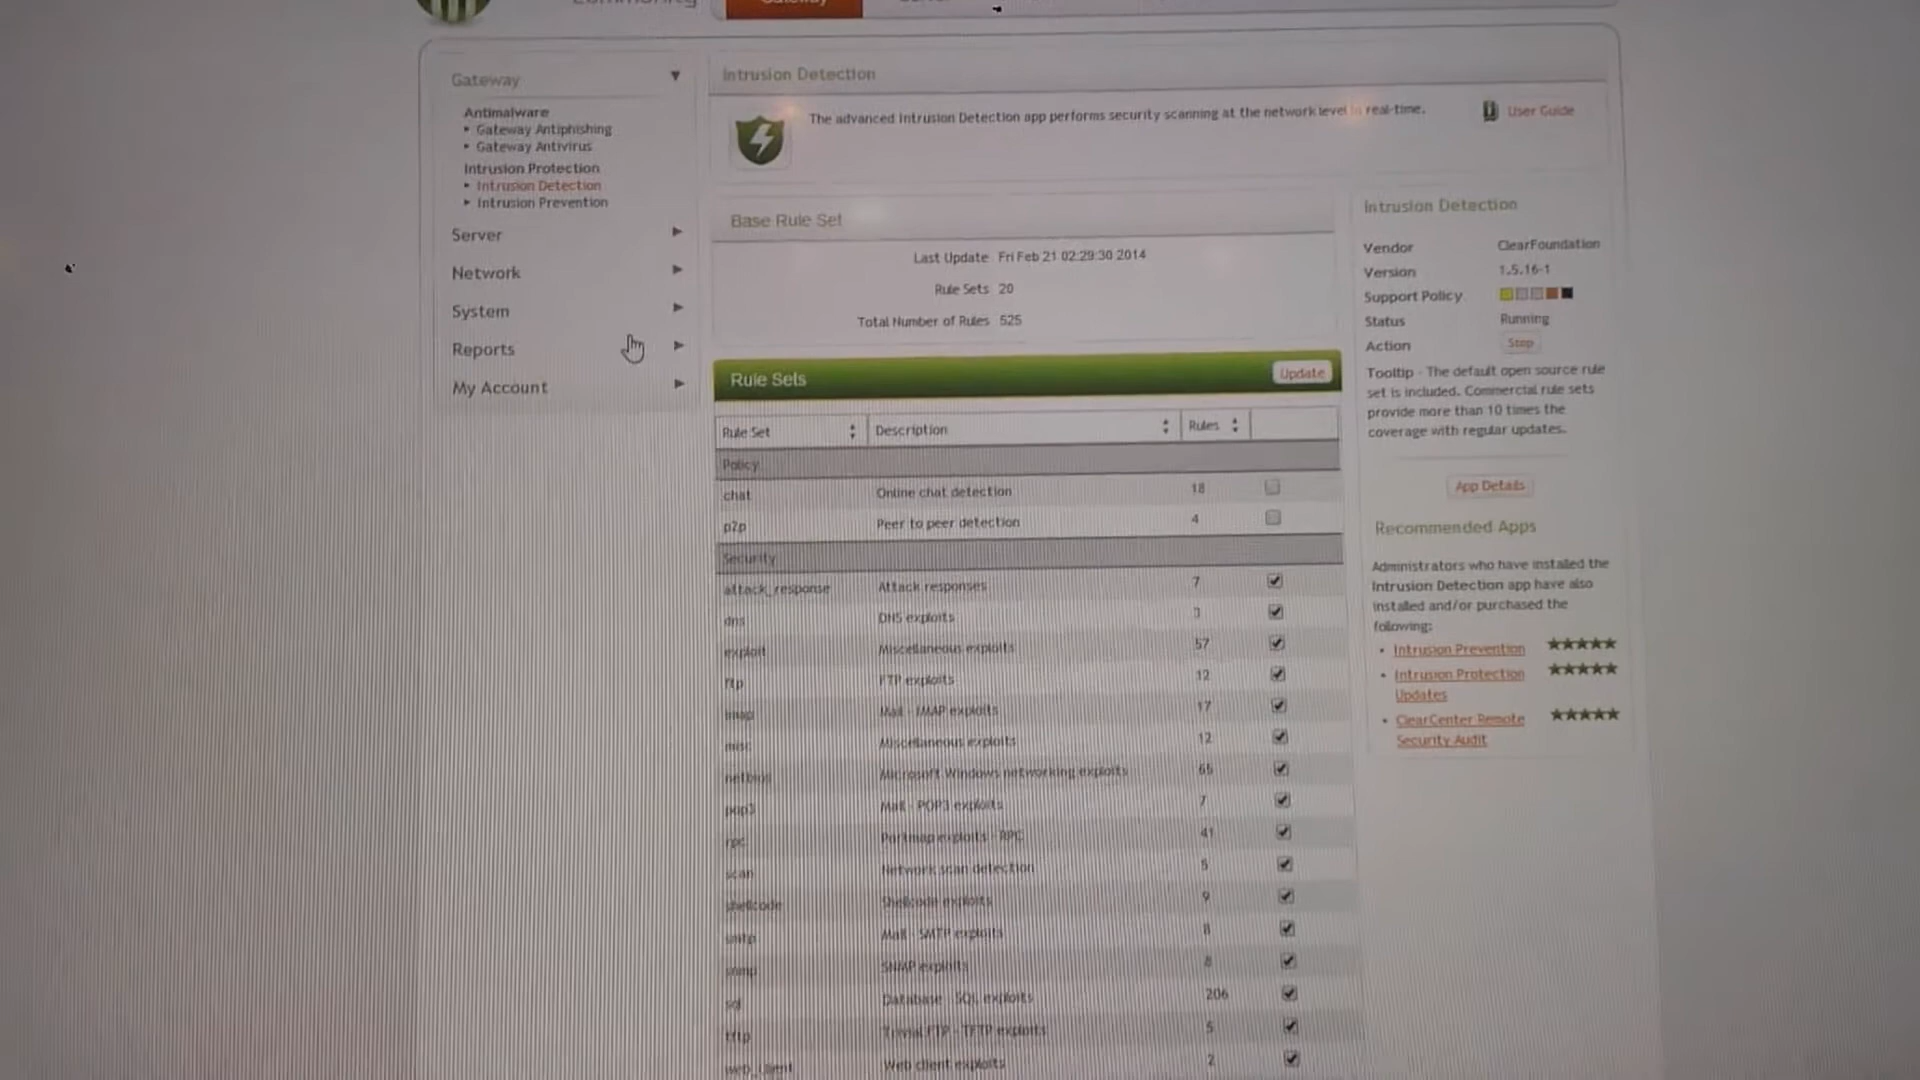 Community
Gateway
Gateway
Antimalware
Gateway Antiphishing
Gateway Antivirus
Intrusion Protection
Intrusion Detection
Intrusion Prevention
Server
Network
System
Reports
My Account
Intrusion Detection
The advanced Intrusion Detection app performs security scanning at the network level in real-time.
User Guide
Base Rule Set
Last Update Fri Feb 21 02:29:30 2014
Rule Sets 20
Total Number of Rules 525
Rule Sets
Update
Rule Set Description Rules
Policy
chat Online chat detection 18
p2p Peer to peer detection 4
Security
attack_response Attack responses 7
dns DNS exploits 3
exploit Miscellaneous exploits 57
ftp FTP exploits 12
imap Mail - IMAP exploits 17
misc Miscellaneous exploits 12
netbios Microsoft Windows networking exploits 65
pop3 Mail - POP3 exploits 7
rpc Portmap exploits - RPC 41
scan Network scan detection 5
shellcode Shellcode exploits 9
smtp Mail - SMTP exploits 8
snmp SNMP exploits 8
sql Database - SQL exploits 206
tftp Trivial FTP - TFTP exploits 5
web_client Web client exploits 2
Intrusion Detection
Vendor ClearFoundation
Version 1.5.16-1
Support Policy
Status Running
Action Stop
Tooltip - The default open source rule
set is included. Commercial rule sets
provide more than 10 times the
coverage with regular updates.
App Details
Recommended Apps
Administrators who have installed the
Intrusion Detection app have also
installed and/or purchased the
following:
Intrusion Prevention
Intrusion Protection
Updates
ClearCenter Remote
Security Audit